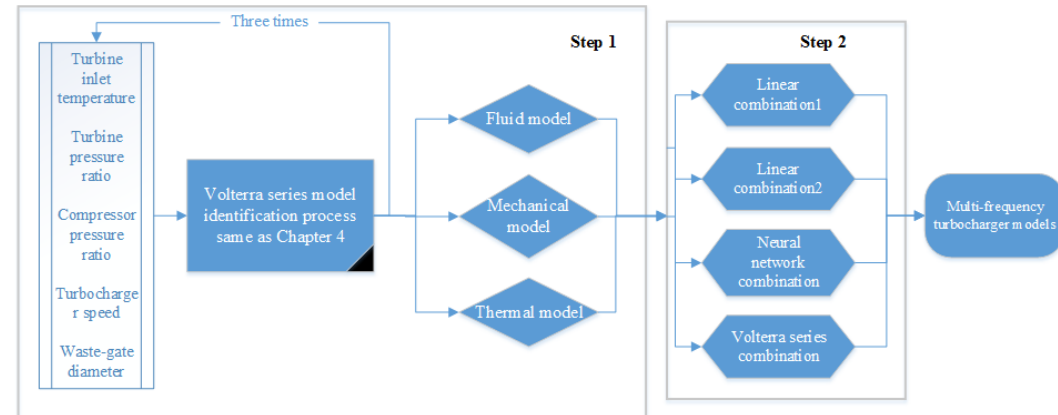 Three times
Step 1
Step 2
Turbine
inlet
temperature
Turbine
pressure
ratio
Compressor
pressure
ratio
Turbocharge
r speed
Waste-gate
diameter
Volterra series model
identification process
same as Chapter 4
Fluid model
Mechanical
model
Thermal model
Linear
combination1
Linear
combination2
Neural
network
combination
Volterra series
combination
Multi-frequency
turbocharger models